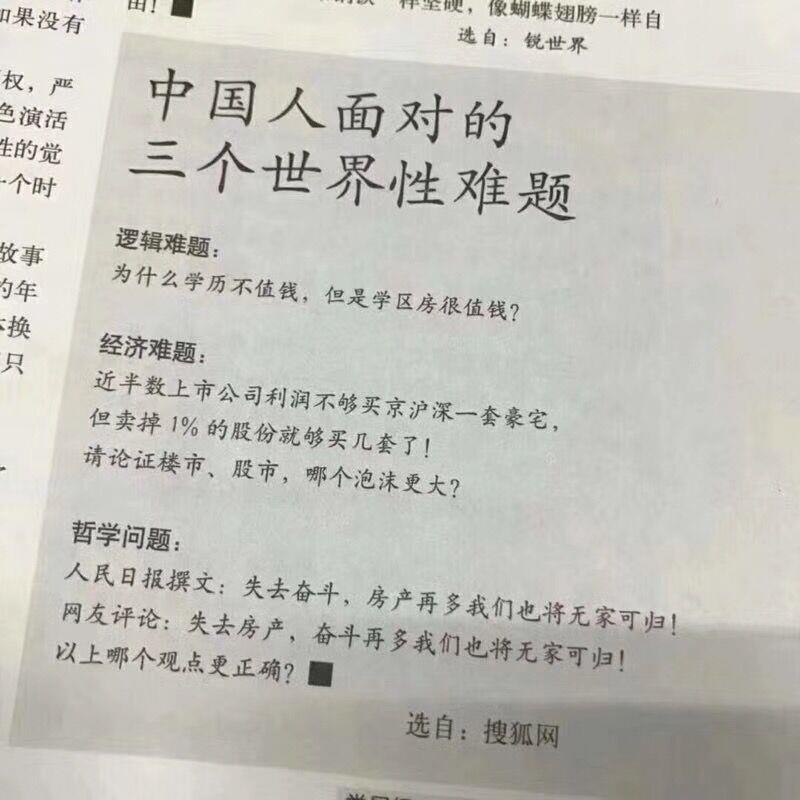 如果没有
由！
一样坚硬，像蝴蝶翅膀一样自
选自：锐世界
权，严
色演活
性的觉
一个时
故事
的年
换
只
中国人面对的
三个世界性难题
逻辑难题：
为什么学历不值钱，但是学区房很值钱？
经济难题：
近半数上市公司利润不够买京沪深一套豪宅，
但卖掉 1% 的股份就够买几套了！
请论证楼市、股市，哪个泡沫更大？
哲学问题：
人民日报撰文：失去奋斗，房产再多我们也将无家可归！
网友评论：失去房产，奋斗再多我们也将无家可归！
以上哪个观点更正确？
选自：搜狐网